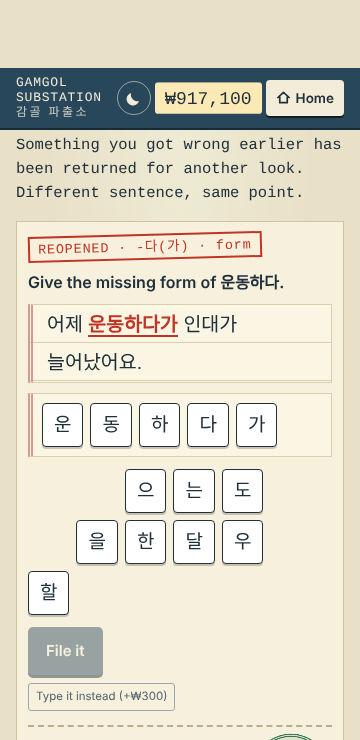 GAMGOL
SUBSTATION
감골 파출소
₩917,100
Home
Something you got wrong earlier has
been returned for another look.
Different sentence, same point.
REOPENED · -다(가) · form
Give the missing form of 운동하다.
어제 운동하다가 인대가
늘어났어요.
운 동 하 다 가
으 는 도
을 한 달 우
할
File it
Type it instead (+₩300)